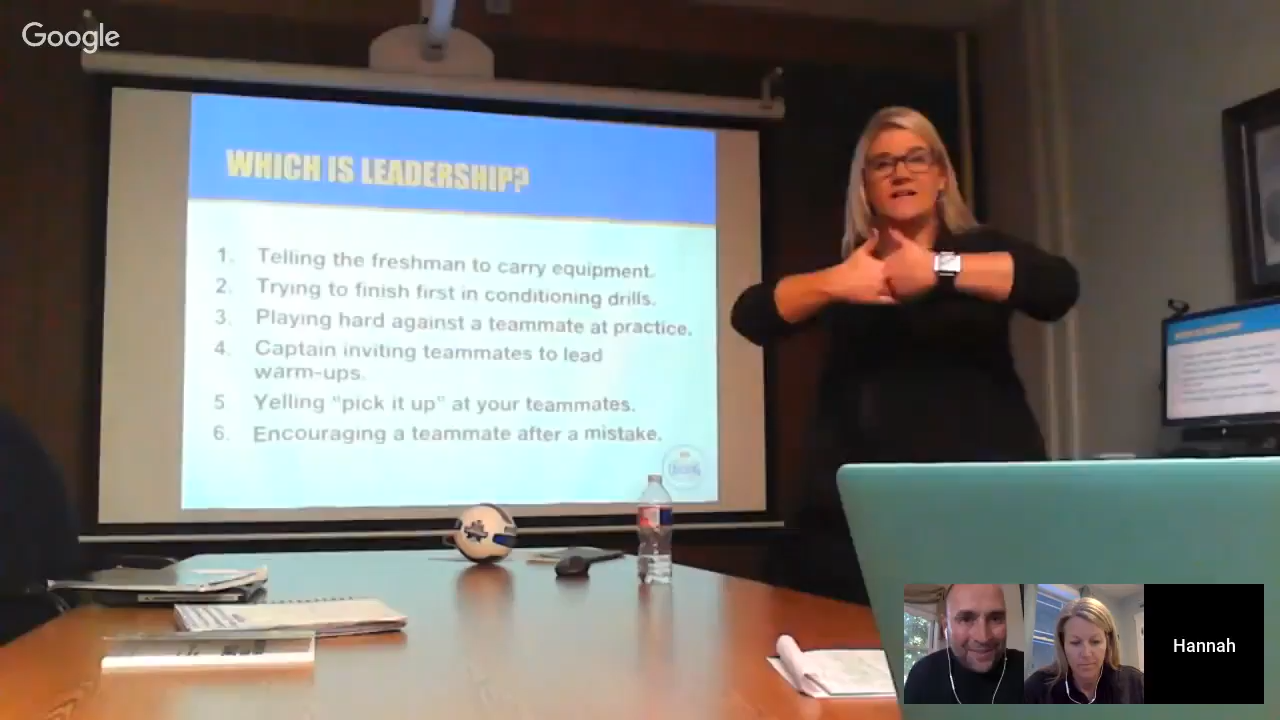 Google
WHICH IS LEADERSHIP?
1. Telling the freshman to carry equipment.
2. Trying to finish first in conditioning drills.
3. Playing hard against a teammate at practice.
4. Captain inviting teammates to lead
warm-ups.
5. Yelling "pick it up" at your teammates.
6. Encouraging a teammate after a mistake.
Hannah